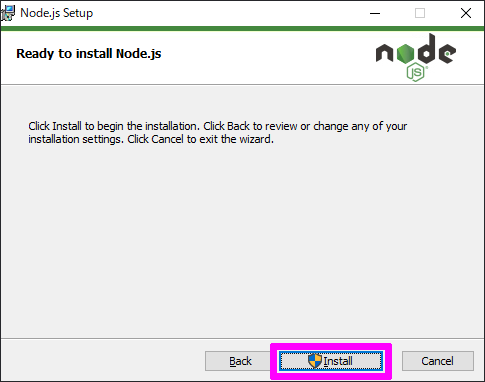 Node.js Setup
Ready to install Node.js
node
JS
Click Install to begin the installation. Click Back to review or change any of your
installation settings. Click Cancel to exit the wizard.
Back
Install
Cancel